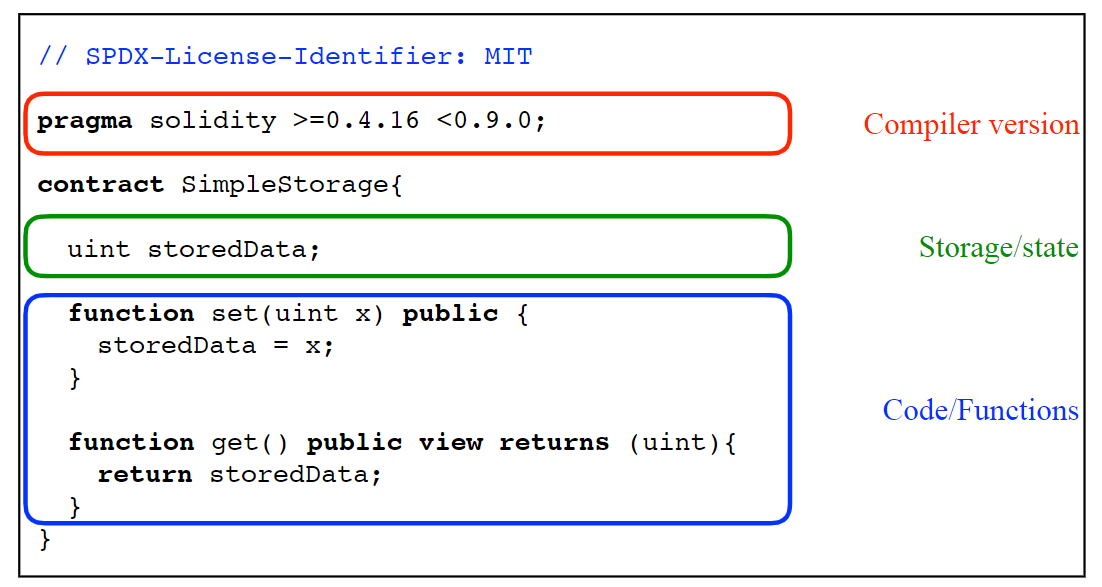 // SPDX-License-Identifier: MIT
pragma solidity >=0.4.16 <0.9.0;
Compiler version
contract SimpleStorage{
uint storedData;
Storage/state
function set(uint x) public {
storedData = x;
}
Code/Functions
function get() public view returns (uint){
return storedData;
}
}